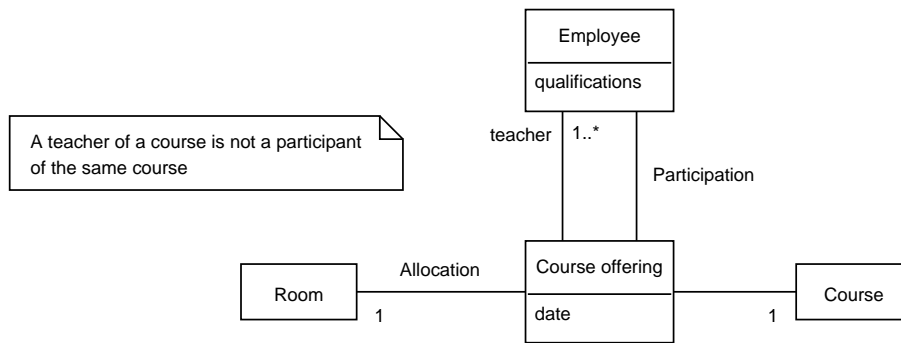 Employee
qualifications
A teacher of a course is not a participant
of the same course
teacher
1..*
Participation
Allocation
Course offering
Room
Course
date
1
1